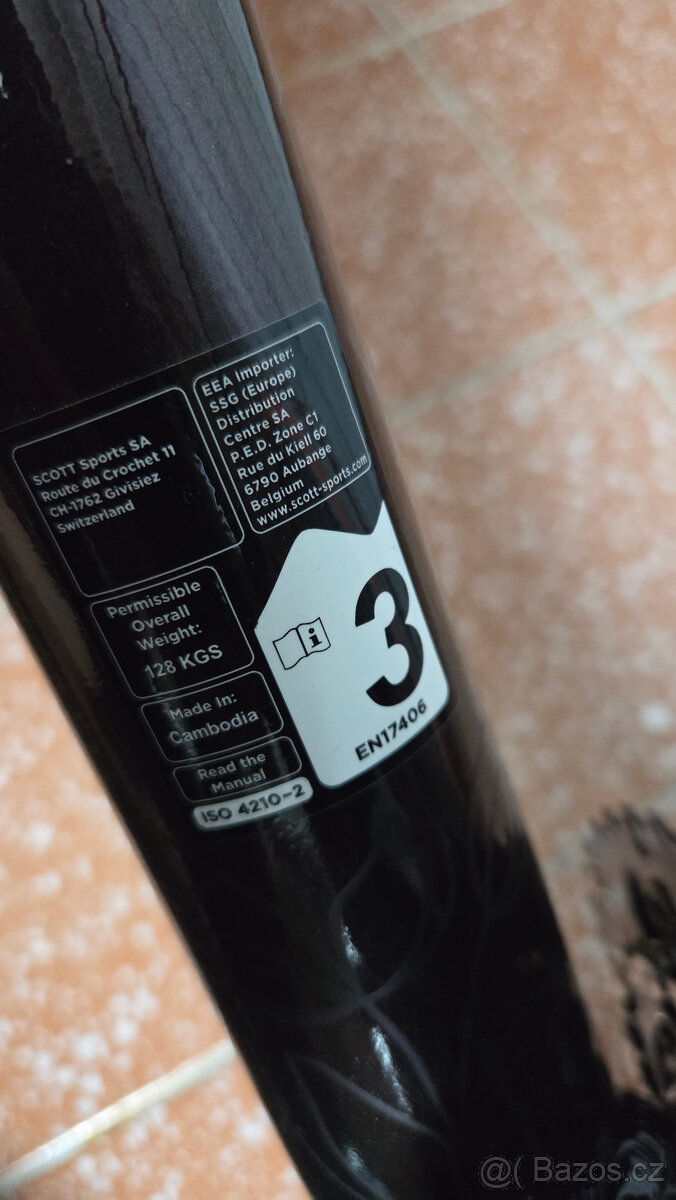 SCOTT Sports SA
Route du Crochet 11
CH-1762 Givisiez
Switzerland
EEA Importer:
SSG (Europe)
Distribution
Centre SA
P.E.D. Zone C1
Rue du Kiell 60
6790 Aubange
Belgium
www.scott-sports.com
Permissible
Overall
Weight:
128 KGS
Made In:
Cambodia
Read the
Manual
ISO 4210-2
i
3
EN17406
@( Bazos.cz